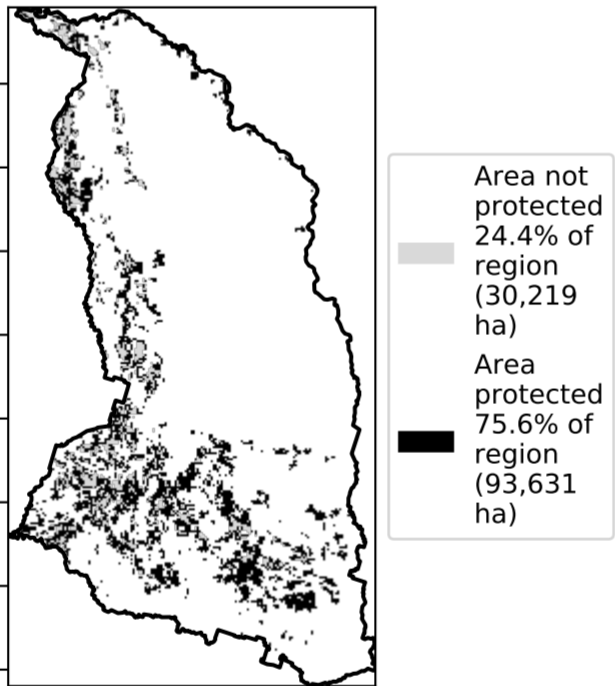 Area not
protected
24.4% of
region
(30,219
ha)
Area
protected
75.6% of
region
(93,631
ha)